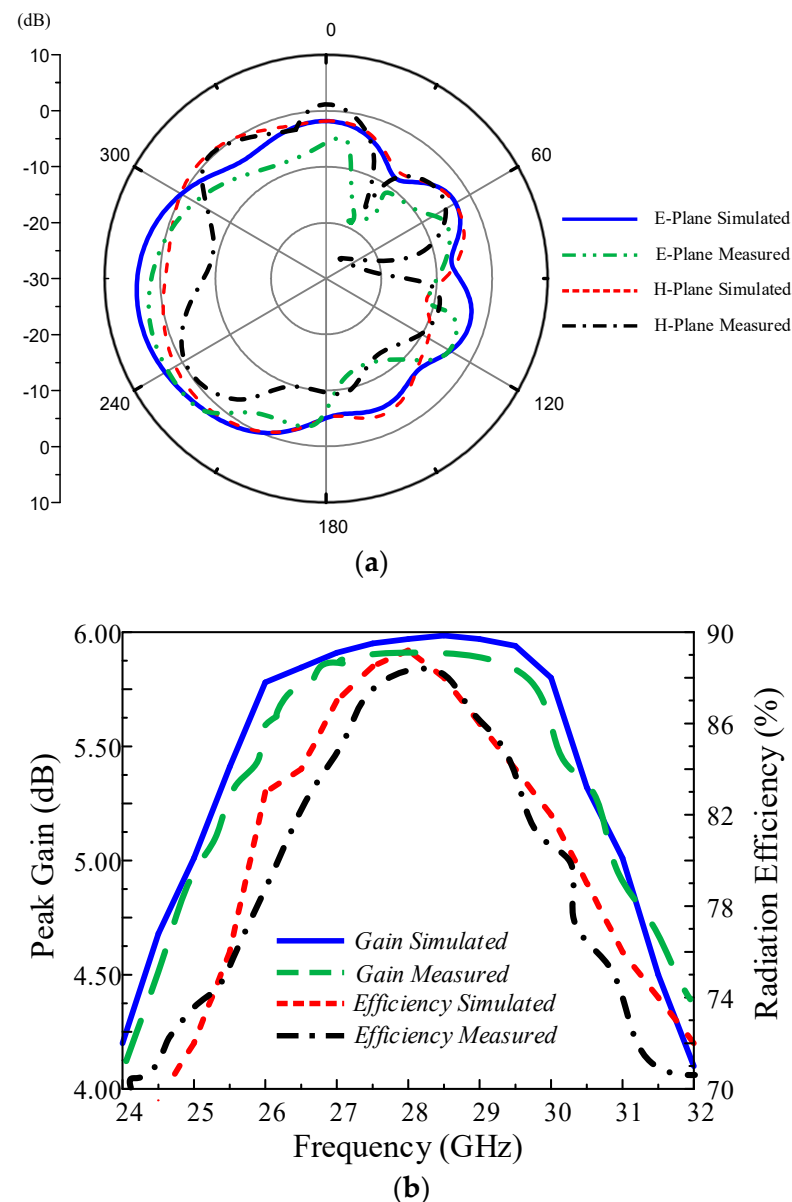 (dB)
0
10
0
-10
-20
-30
-20
-10
0
10
300
60
240
120
180
E-Plane Simulated
E-Plane Measured
H-Plane Simulated
H-Plane Measured
(a)
6.00
5.50
5.00
4.50
4.00
Peak Gain (dB)
90
86
82
78
74
70
Radiation Efficiency (%)
Gain Simulated
Gain Measured
Efficiency Simulated
Efficiency Measured
24 25 26 27 28 29 30 31 32
Frequency (GHz)
(b)